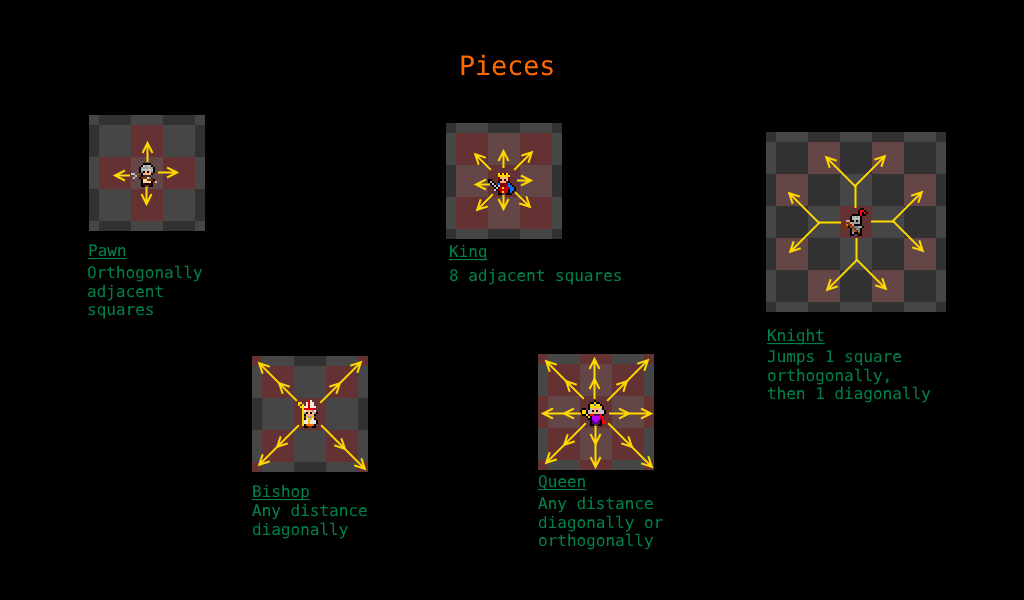 Pieces
Pawn
Orthogonally
adjacent
squares
King
8 adjacent squares
Knight
Jumps 1 square
orthogonally,
then 1 diagonally
Bishop
Any distance
diagonally
Queen
Any distance
diagonally or
orthogonally